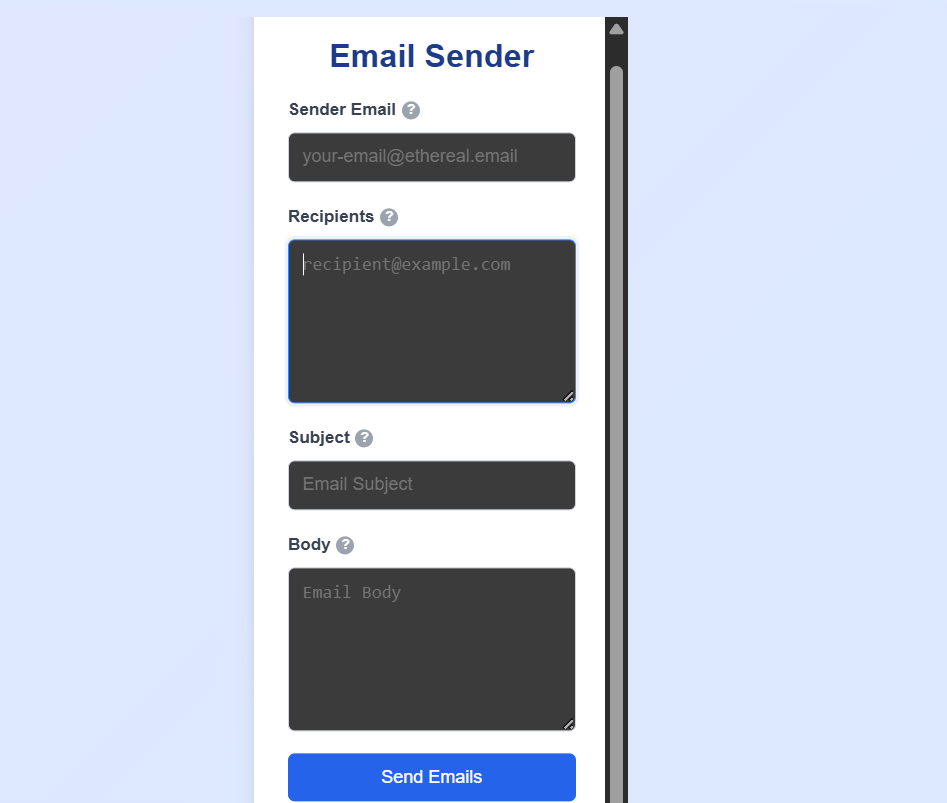 Email Sender
Sender Email ?
your-email@ethereal.email
Recipients ?
recipient@example.com
Subject ?
Email Subject
Body ?
Email Body
Send Emails